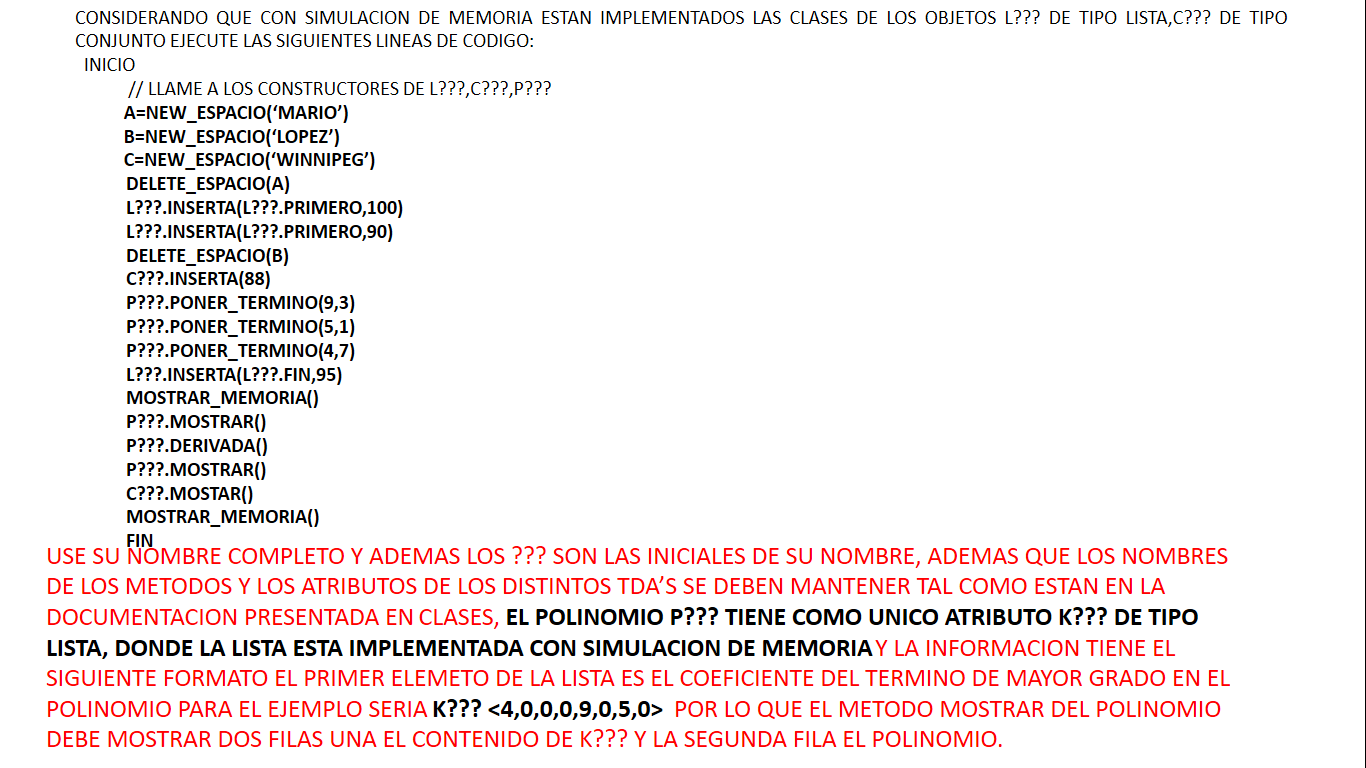 CONSIDERANDO QUE CON SIMULACION DE MEMORIA ESTAN IMPLEMENTADOS LAS CLASES DE LOS OBJETOS L??? DE TIPO LISTA,C??? DE TIPO
CONJUNTO EJECUTE LAS SIGUIENTES LINEAS DE CODIGO:
INICIO
// LLAME A LOS CONSTRUCTORES DE L???,C???,P???
A=NEW_ESPACIO(‘MARIO’)
B=NEW_ESPACIO(‘LOPEZ’)
C=NEW_ESPACIO(‘WINNIPEG’)
DELETE_ESPACIO(A)
L???.INSERTA(L???.PRIMERO,100)
L???.INSERTA(L???.PRIMERO,90)
DELETE_ESPACIO(B)
C???.INSERTA(88)
P???.PONER_TERMINO(9,3)
P???.PONER_TERMINO(5,1)
P???.PONER_TERMINO(4,7)
L???.INSERTA(L???.FIN,95)
MOSTRAR_MEMORIA()
P???.MOSTRAR()
P???.DERIVADA()
P???.MOSTRAR()
C???.MOSTAR()
MOSTRAR_MEMORIA()
FIN
USE SU NOMBRE COMPLETO Y ADEMAS LOS ??? SON LAS INICIALES DE SU NOMBRE, ADEMAS QUE LOS NOMBRES
DE LOS METODOS Y LOS ATRIBUTOS DE LOS DISTINTOS TDA’S SE DEBEN MANTENER TAL COMO ESTAN EN LA
DOCUMENTACION PRESENTADA EN CLASES, EL POLINOMIO P??? TIENE COMO UNICO ATRIBUTO K??? DE TIPO
LISTA, DONDE LA LISTA ESTA IMPLEMENTADA CON SIMULACION DE MEMORIA Y LA INFORMACION TIENE EL
SIGUIENTE FORMATO EL PRIMER ELEMETO DE LA LISTA ES EL COEFICIENTE DEL TERMINO DE MAYOR GRADO EN EL
POLINOMIO PARA EL EJEMPLO SERIA K??? <4,0,0,0,9,0,5,0> POR LO QUE EL METODO MOSTRAR DEL POLINOMIO
DEBE MOSTRAR DOS FILAS UNA EL CONTENIDO DE K??? Y LA SEGUNDA FILA EL POLINOMIO.